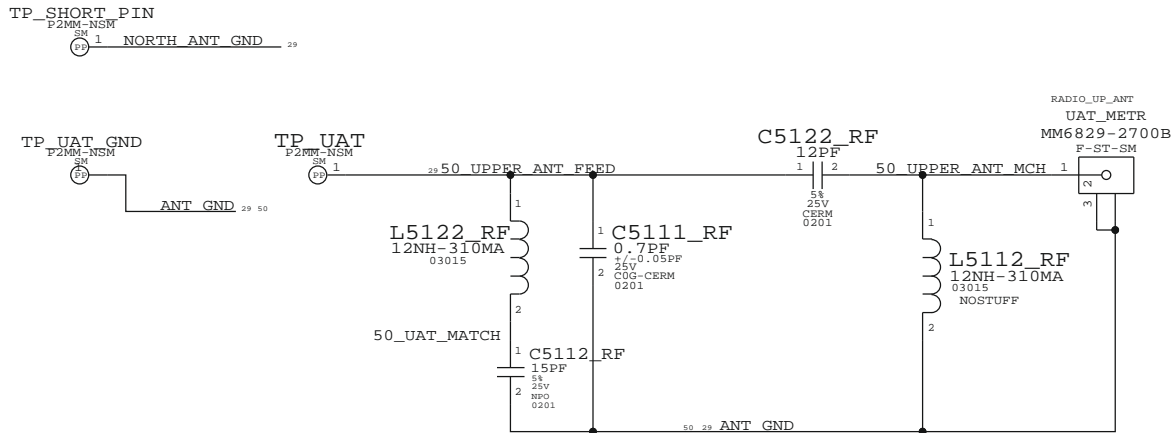 TP_SHORT_PIN
P2MM-NSM
SM
PP
1
NORTH_ANT_GND
29
TP_UAT_GND
P2MM-NSM
SM
PP
1
ANT_GND
29 50
TP_UAT
P2MM-NSM
SM
PP
1
29
50_UPPER_ANT_FEED
C5122_RF
12PF
1
2
5%
25V
CERM
0201
50_UPPER_ANT_MCH
RADIO_UP_ANT
UAT_METR
MM6829-2700B
F-ST-SM
1
2
3
1
L5122_RF
12NH-310MA
03015
2
50_UAT_MATCH
1
C5112_RF
15PF
5%
25V
NPO
0201
2
1
C5111_RF
0.7PF
+/-0.05PF
25V
C0G-CERM
0201
2
1
L5112_RF
12NH-310MA
03015
NOSTUFF
2
50 29
ANT_GND